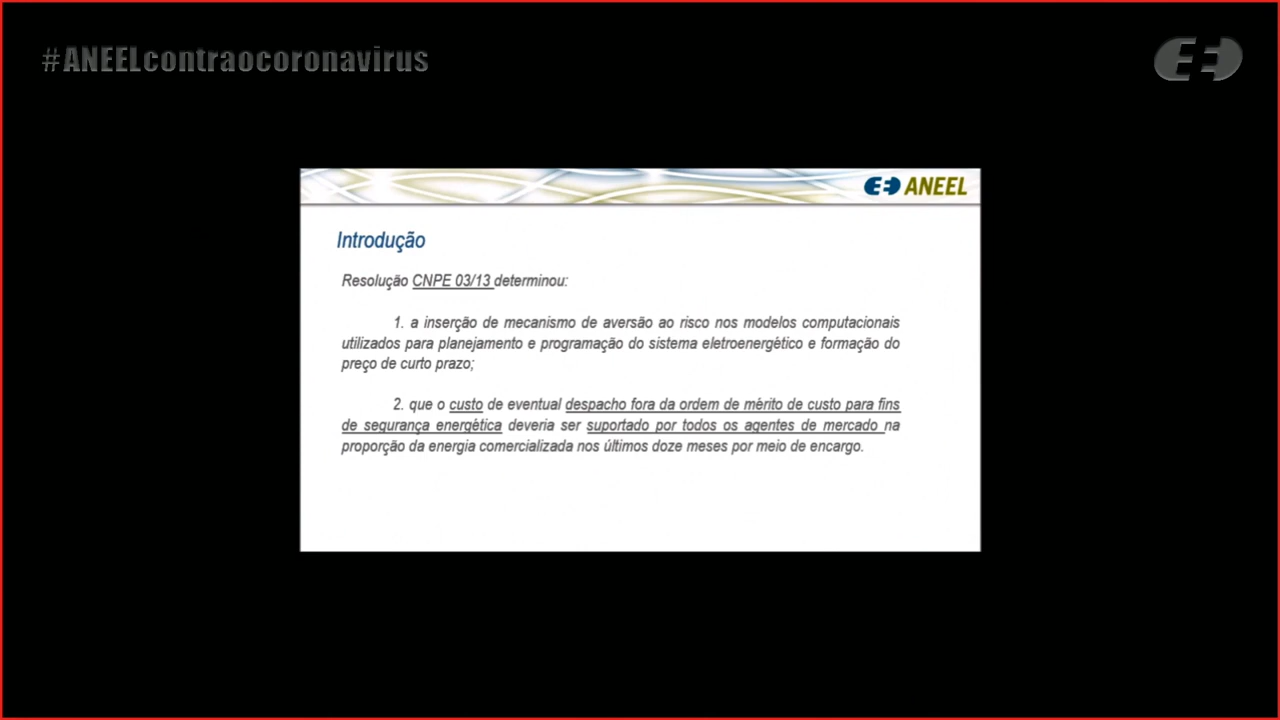 #ANEELcontraocoronavirus
ANEEL
Introdução
Resolução CNPE 03/13 determinou:
1. a inserção de mecanismo de aversão ao risco nos modelos computacionais
utilizados para planejamento e programação do sistema eletroenergético e formação do
preço de curto prazo;
2. que o custo de eventual despacho fora da ordem de mérito de custo para fins
de segurança energética deveria ser suportado por todos os agentes de mercado na
proporção da energia comercializada nos últimos doze meses por meio de encargo.